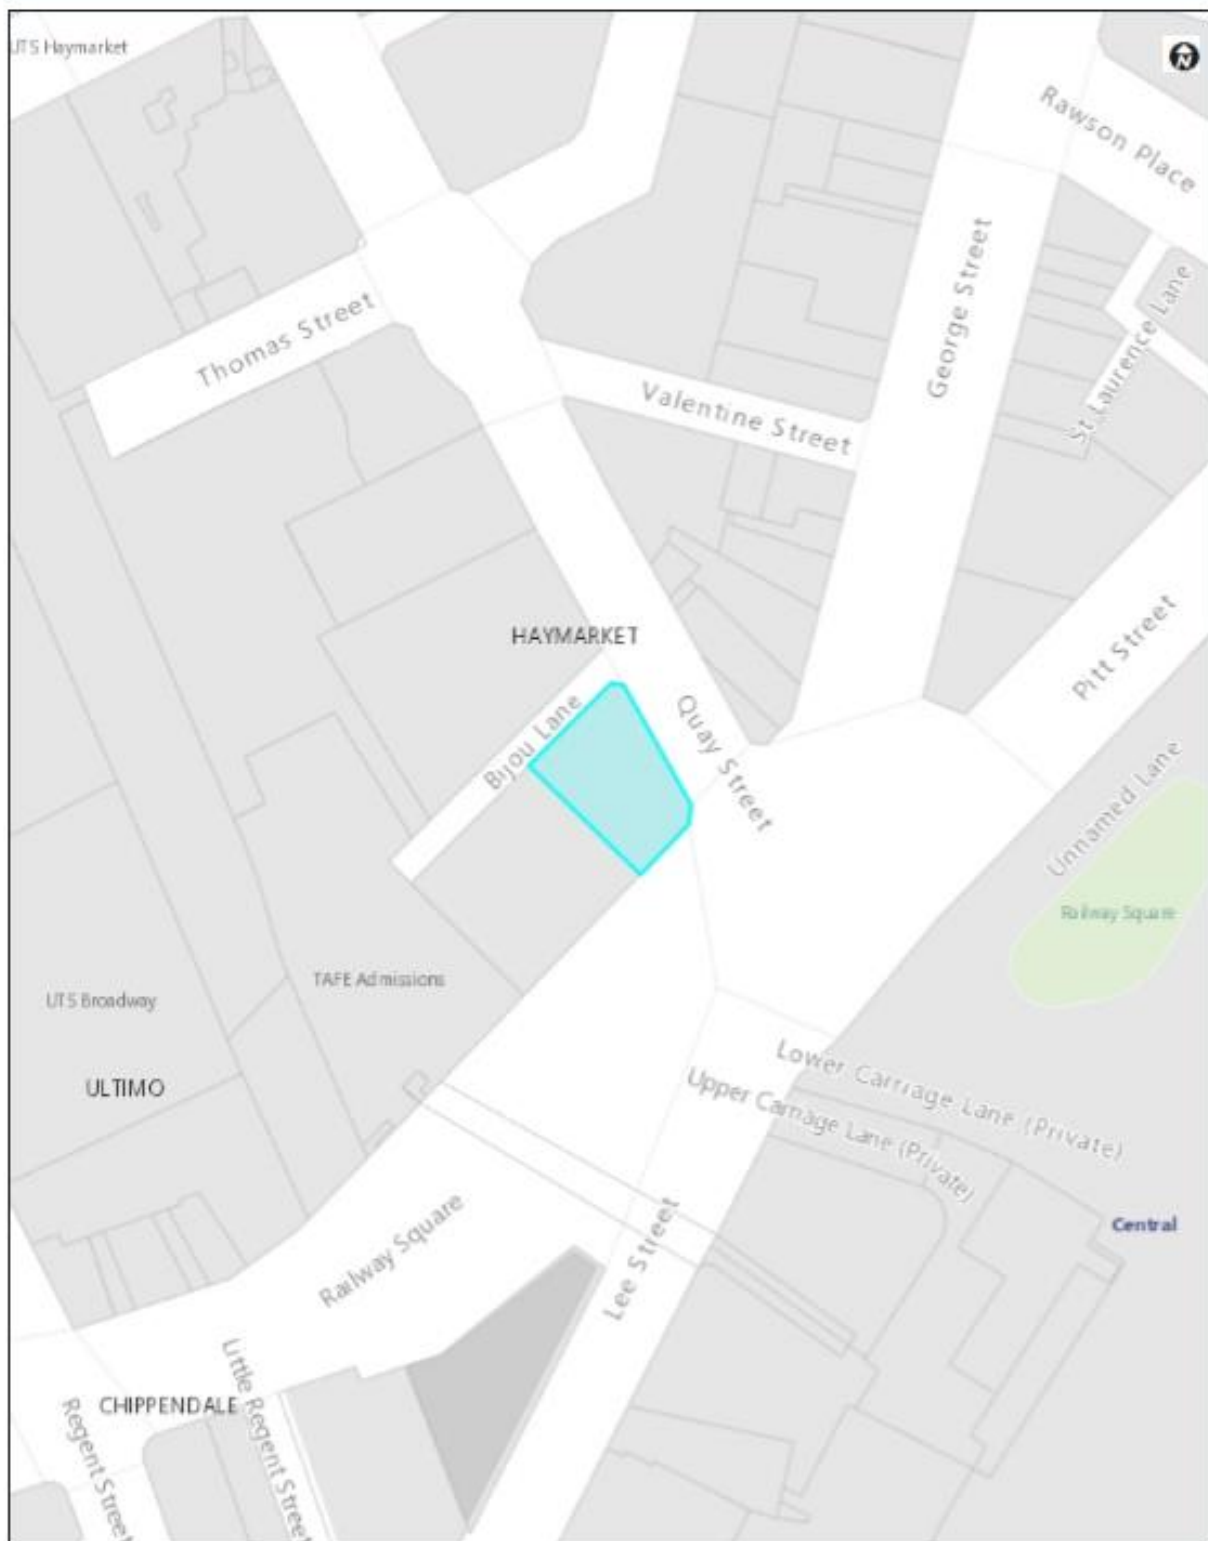 UTS Haymarket
N
Rawson Place
Thomas Street
George Street
St Laurence Lane
Valentine Street
HAYMARKET
Pitt Street
Bijou Lane
Quay Street
Unnamed Lane
Railway Square
TAFE Admissions
UTS Broadway
Lower Carriage Lane (Private)
ULTIMO
Upper Carriage Lane (Private)
Central
Railway Square
Lee Street
CHIPPENDALE
Little Regent Street
Regent Street